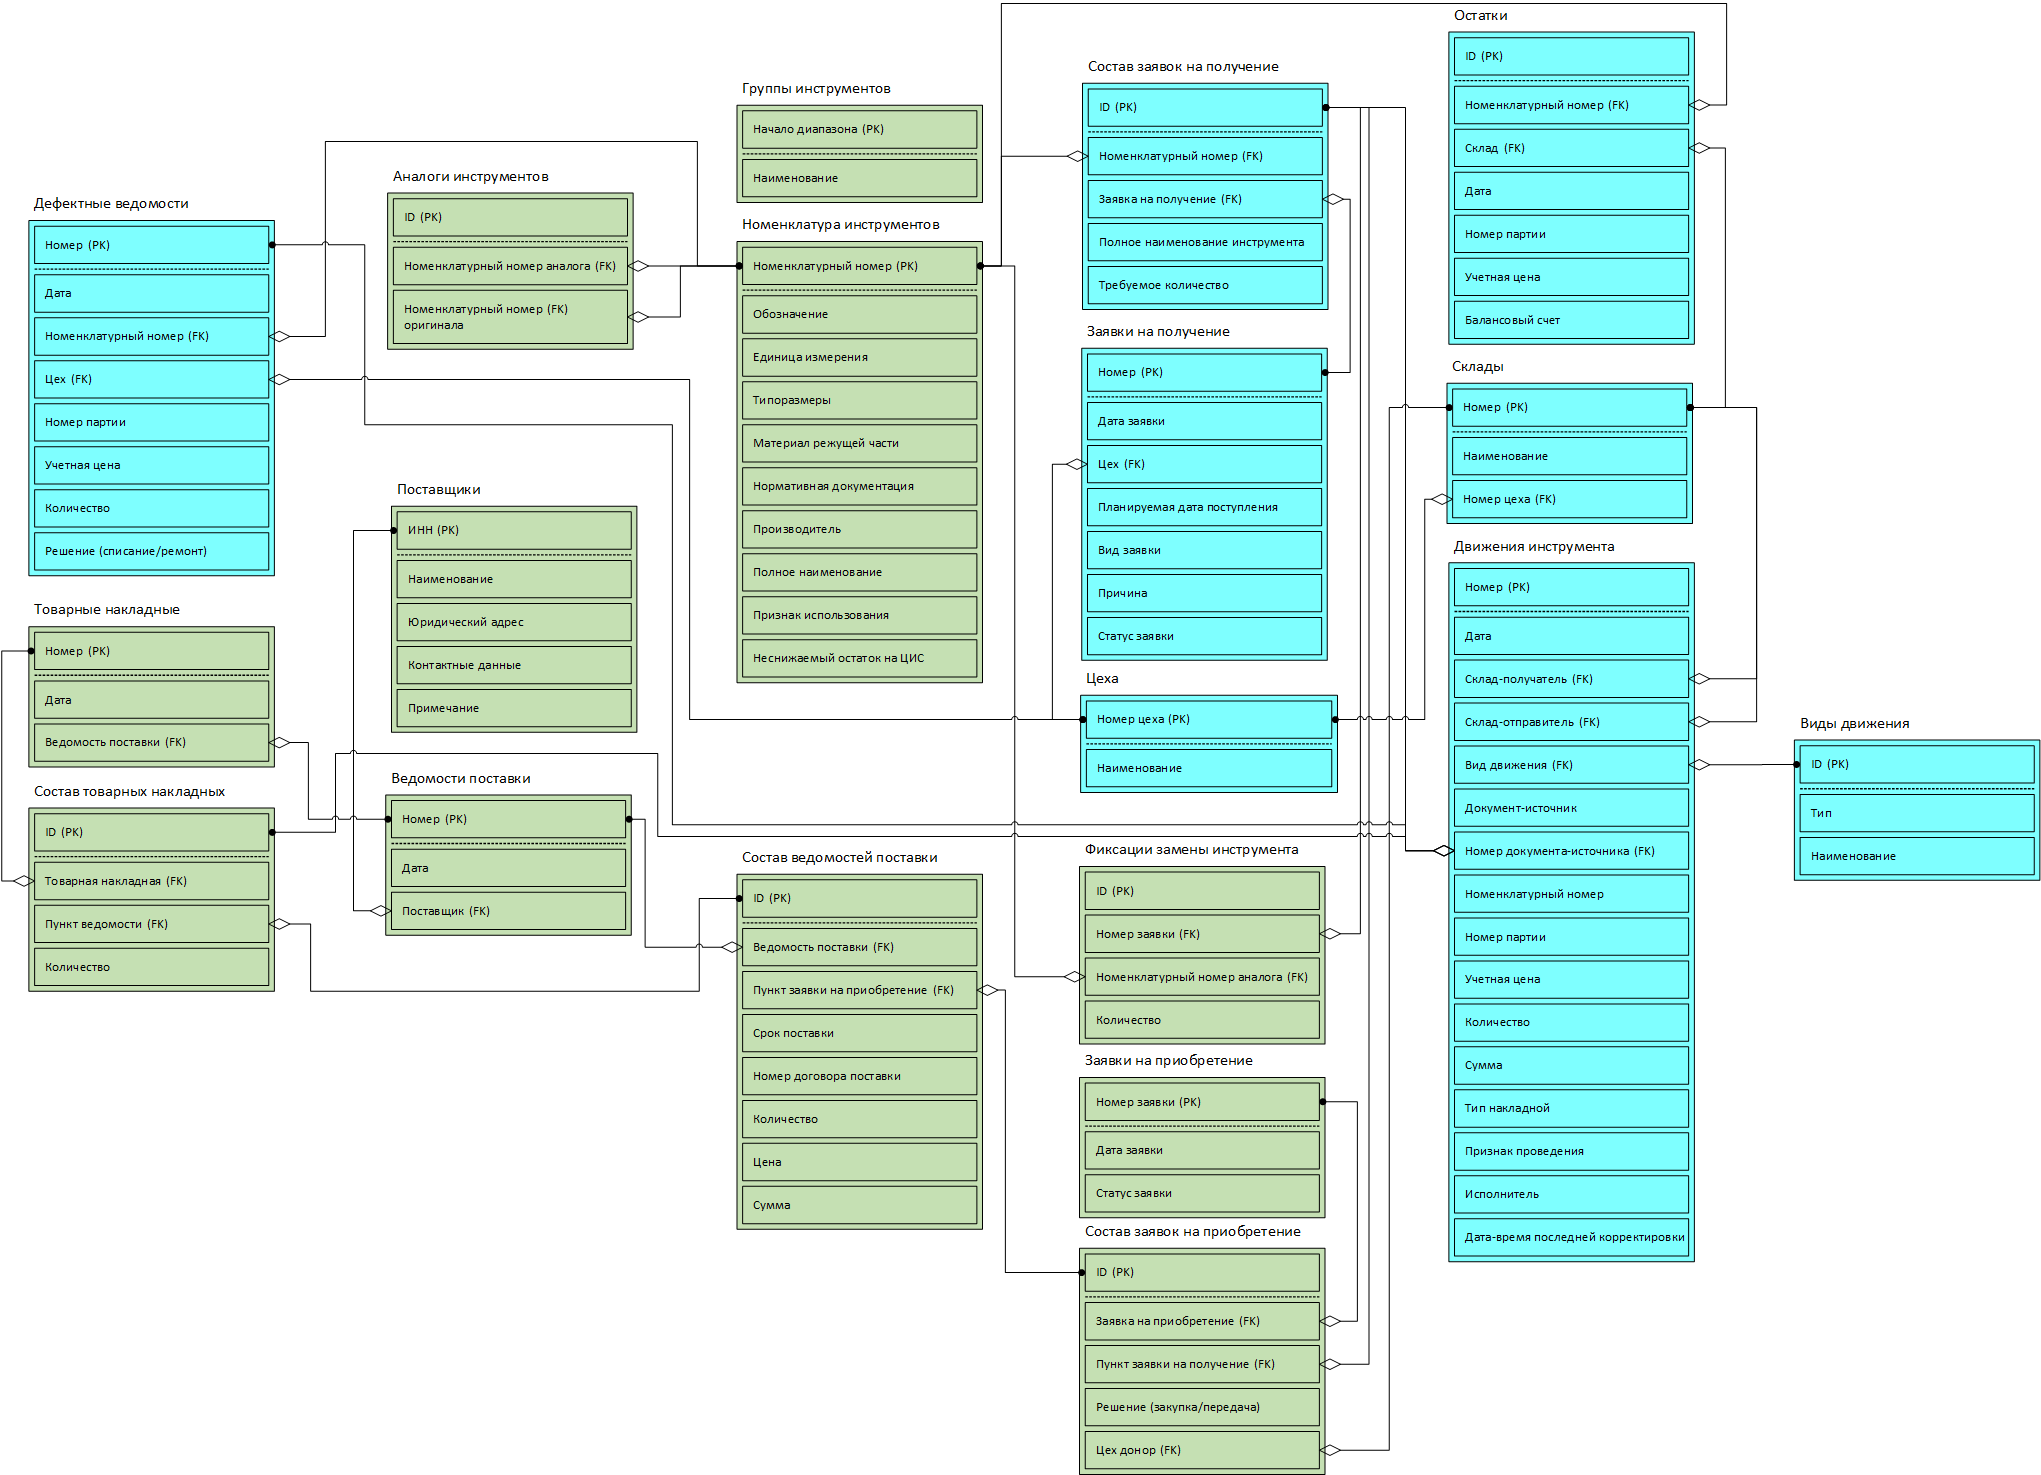 Дефектные ведомости
Номер (PK)
Дата
Номенклатурный номер (FK)
Цех (FK)
Номер партии
Учетная цена
Количество
Решение (списание/ремонт)
Товарные накладные
Номер (PK)
Дата
Ведомость поставки (FK)
Состав товарных накладных
ID (PK)
Товарная накладная (FK)
Пункт ведомости (FK)
Количество
Аналоги инструментов
ID (PK)
Номенклатурный номер аналога (FK)
Номенклатурный номер (FK)
оригинала
Поставщики
ИНН (PK)
Наименование
Юридический адрес
Контактные данные
Примечание
Ведомости поставки
Номер (PK)
Дата
Поставщик (FK)
Группы инструментов
Начало диапазона (PK)
Наименование
Номенклатура инструментов
Номенклатурный номер (PK)
Обозначение
Единица измерения
Типоразмеры
Материал режущей части
Нормативная документация
Производитель
Полное наименование
Признак использования
Неснижаемый остаток на ЦИС
Состав ведомостей поставки
ID (PK)
Ведомость поставки (FK)
Пункт заявки на приобретение (FK)
Срок поставки
Номер договора поставки
Количество
Цена
Сумма
Состав заявок на получение
ID (PK)
Номенклатурный номер (FK)
Заявка на получение (FK)
Полное наименование инструмента
Требуемое количество
Заявки на получение
Номер (PK)
Дата заявки
Цех (FK)
Планируемая дата поступления
Вид заявки
Причина
Статус заявки
Цеха
Номер цеха (PK)
Наименование
Фиксации замены инструмента
ID (PK)
Номер заявки (FK)
Номенклатурный номер аналога (FK)
Количество
Заявки на приобретение
Номер заявки (PK)
Дата заявки
Статус заявки
Состав заявок на приобретение
ID (PK)
Заявка на приобретение (FK)
Пункт заявки на получение (FK)
Решение (закупка/передача)
Цех донор (FK)
Остатки
ID (PK)
Номенклатурный номер (FK)
Склад (FK)
Дата
Номер партии
Учетная цена
Балансовый счет
Склады
Номер (PK)
Наименование
Номер цеха (FK)
Движения инструмента
Номер (PK)
Дата
Склад-получатель (FK)
Склад-отправитель (FK)
Вид движения (FK)
Документ-источник
Номер документа-источника (FK)
Номенклатурный номер
Номер партии
Учетная цена
Количество
Сумма
Тип накладной
Признак проведения
Исполнитель
Дата-время последней корректировки
Виды движения
ID (PK)
Тип
Наименование